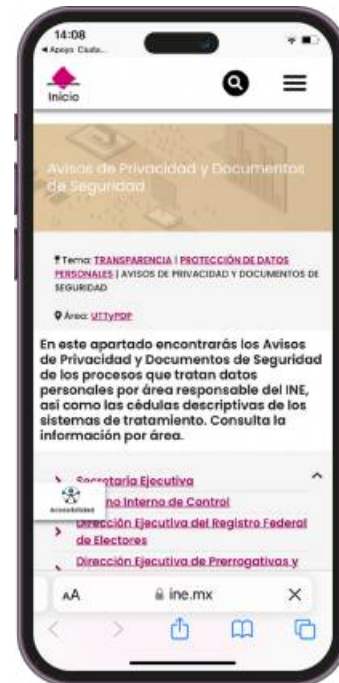 14:08
◀ Apoyo Ciuda...
Inicio
Avisos de Privacidad y Documentos
de Seguridad
Tema: TRANSPARENCIA | PROTECCIÓN DE DATOS
PERSONALES | AVISOS DE PRIVACIDAD Y DOCUMENTOS DE
SEGURIDAD
Área: UTTyPDP
En este apartado encontrarás los Avisos
de Privacidad y Documentos de Seguridad
de los procesos que tratan datos
personales por área responsable del INE,
así como las cédulas descriptivas de los
sistemas de tratamiento. Consulta la
información por área.
Secretaría Ejecutiva
no Interno de Control
Accesibilidad
Dirección Ejecutiva del Registro Federal
de Electores
Dirección Ejecutiva de Prerrogativas y
AA
ine.mx